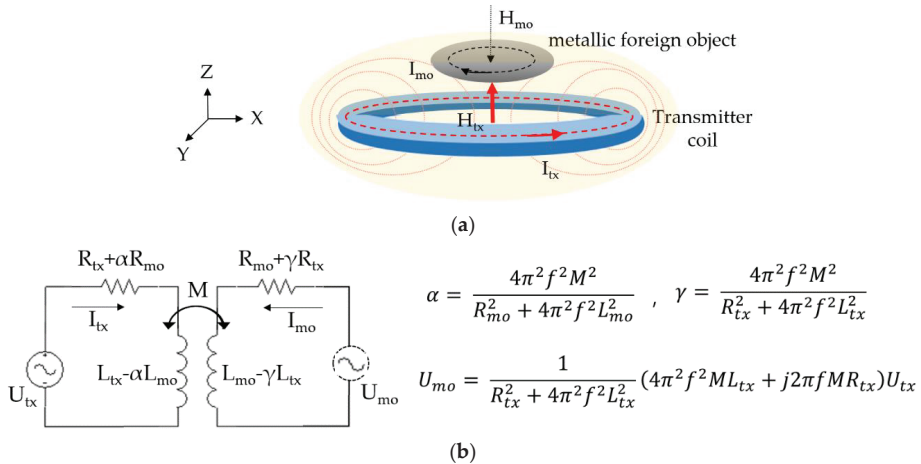 H_mo
metallic foreign object
I_mo
Z
X
Y
H_tx
Transmitter
coil
I_tx
(a)
R_tx+αR_mo
R_mo+γR_tx
M
I_tx
I_mo
L_tx-αL_mo
L_mo-γL_tx
U_tx
U_mo
α = 4π²f²M² / (R_mo² + 4π²f²L_mo²) , γ = 4π²f²M² / (R_tx² + 4π²f²L_tx²)
U_mo = 1 / (R_tx² + 4π²f²L_tx²) (4π²f²ML_tx + j2πfMR_tx)U_tx
(b)